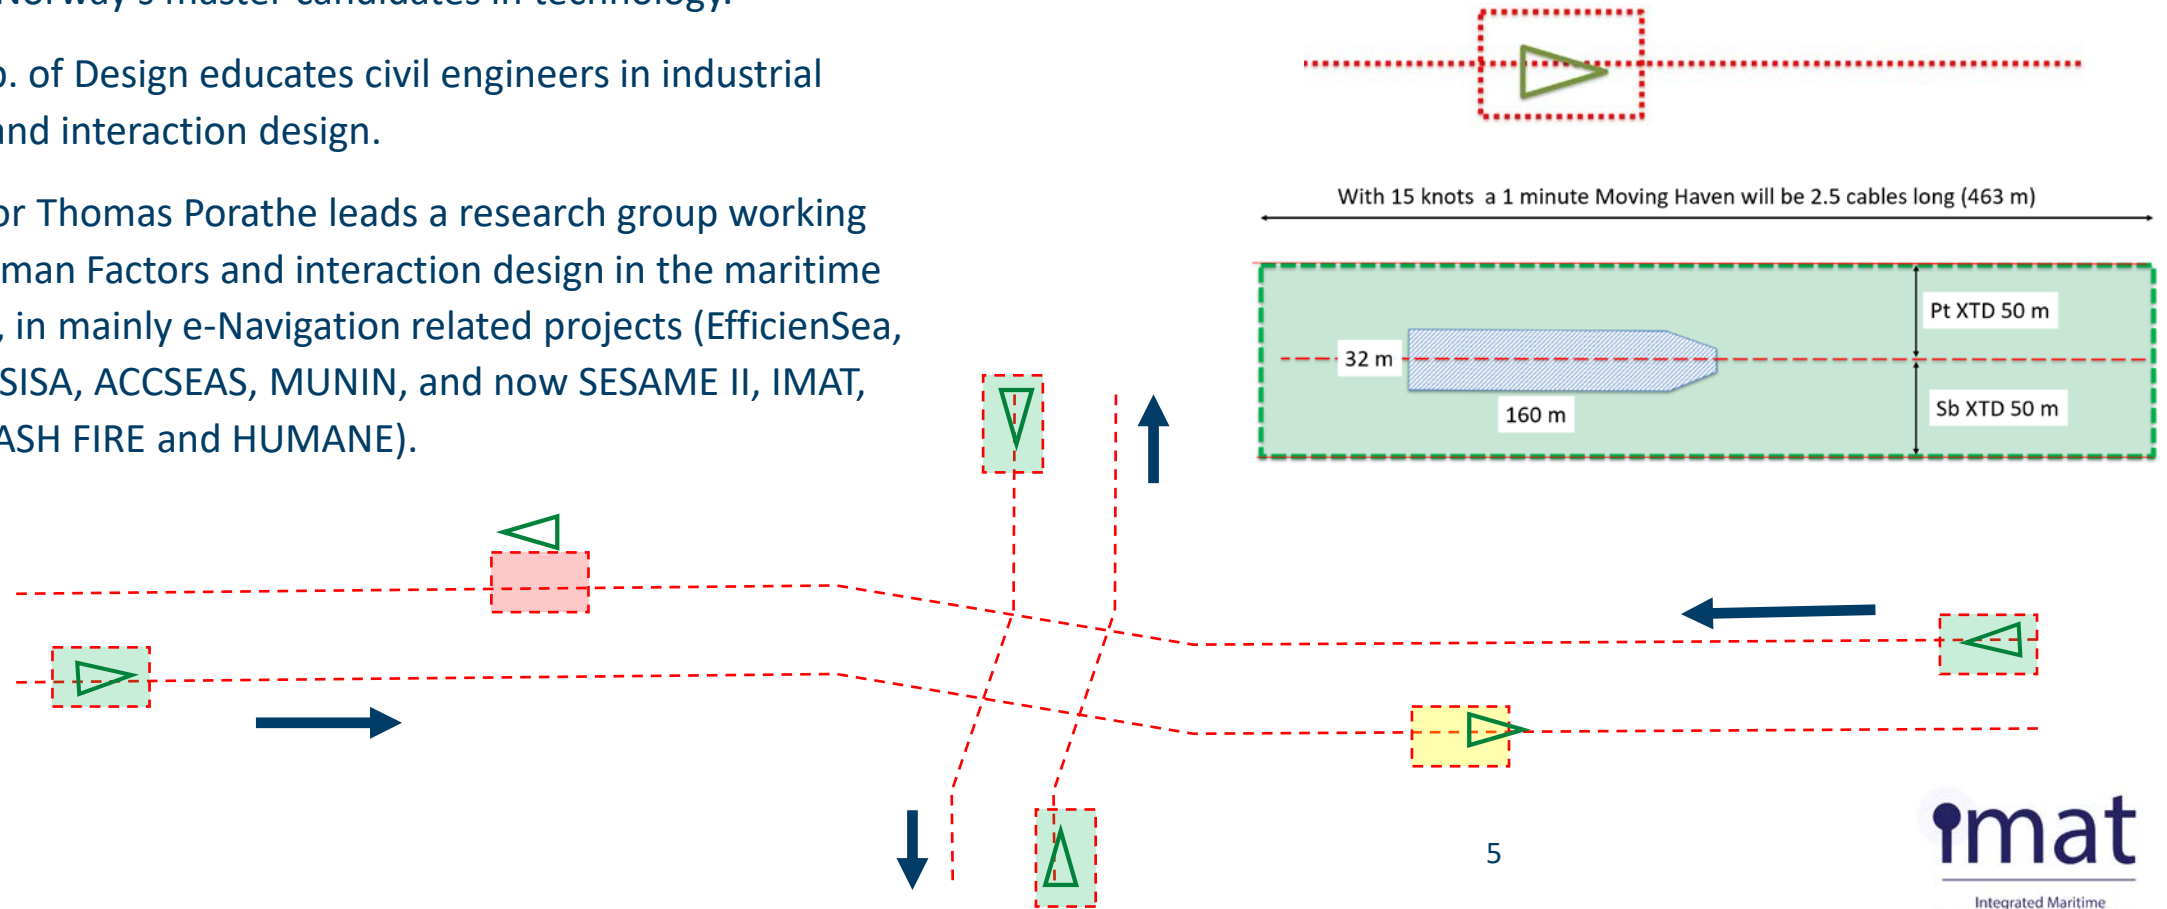 Norway's master candidates in technology.
. of Design educates civil engineers in industrial
and interaction design.
or Thomas Porathe leads a research group working
man Factors and interaction design in the maritime
, in mainly e-Navigation related projects (EfficienSea,
SISA, ACCSEAS, MUNIN, and now SESAME II, IMAT,
ASH FIRE and HUMANE).
With 15 knots a 1 minute Moving Haven will be 2.5 cables long (463 m)
Pt XTD 50 m
32 m
160 m
Sb XTD 50 m
5
imat
Integrated Maritime